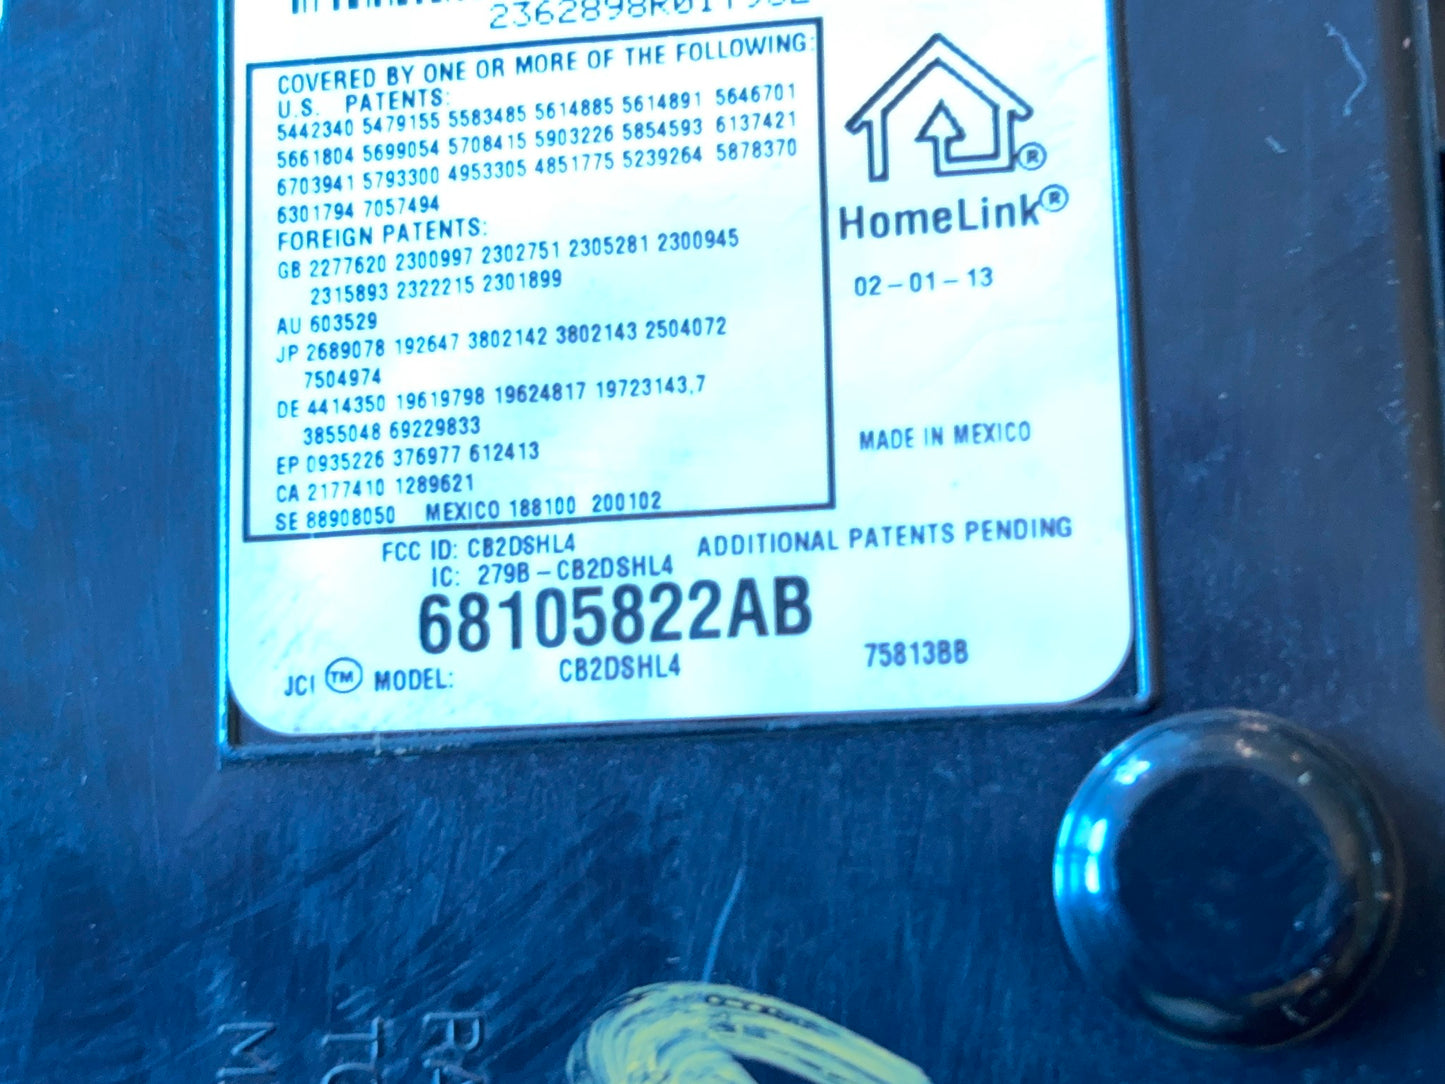 COVERED BY ONE OR MORE OF THE FOLLOWING:
U.S. PATENTS:
5442340 5479155 5583485 5614885 5614891 5646701
5661804 5699054 5708415 5903226 5854593 6137421
6703941 5793300 4953305 4851775 5239264 5878370
6301794 7057494
FOREIGN PATENTS:
GB 2277620 2300997 2302751 2305281 2300945
2315893 2322215 2301899
AU 603529
JP 2689078 192647 3802142 3802143 2504072
7504974
DE 4414350 19619798 19624817 19723143,7
3855048 69229833
EP 0935226 376977 612413
CA 2177410 1289621
SE 88908050 MEXICO 188100 200102
®
HomeLink®
02-01-13
MADE IN MEXICO
FCC ID: CB2DSHL4
IC: 279B-CB2DSHL4
ADDITIONAL PATENTS PENDING
68105822AB
JCI ™ MODEL: CB2DSHL4
75813BB